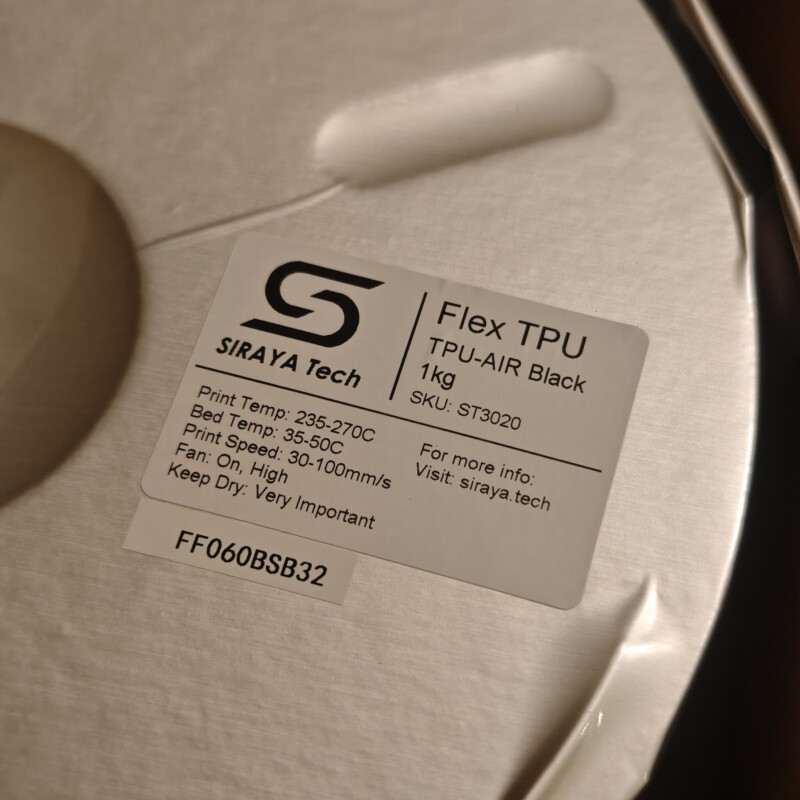 SIRAYA Tech
Flex TPU
TPU-AIR Black
1kg
SKU: ST3020
Print Temp: 235-270C
Bed Temp: 35-50C
Print Speed: 30-100mm/s
Fan: On, High
Keep Dry: Very Important
For more info:
Visit: siraya.tech
FF060BSB32